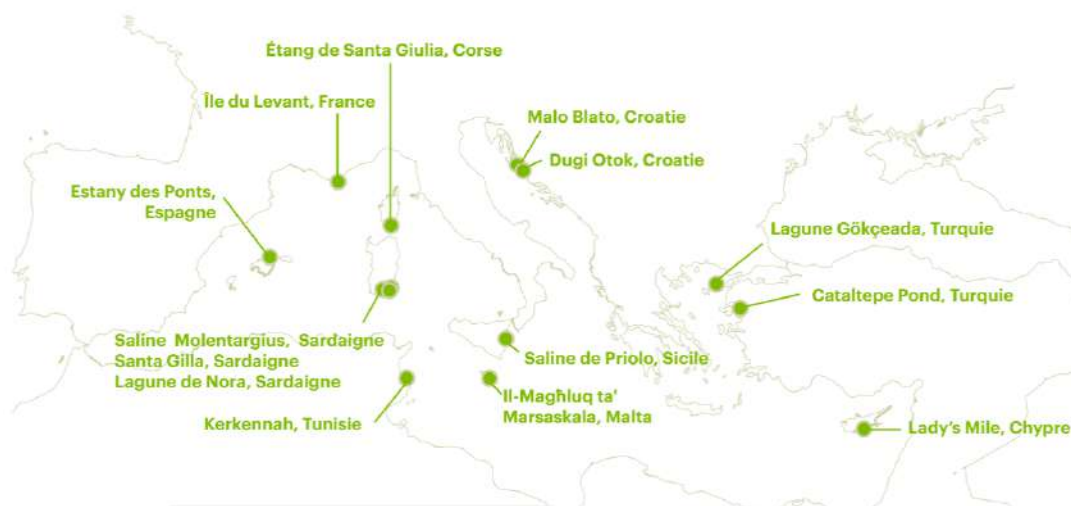 Étang de Santa Giulia, Corse
Île du Levant, France
Malo Blato, Croatie
Dugi Otok, Croatie
Estany des Ponts,
Espagne
Lagune Gökçeada, Turquie
Cataltepe Pond, Turquie
Saline Molentargius, Sardaigne
Santa Gilla, Sardaigne
Lagune de Nora, Sardaigne
Saline de Priolo, Sicile
Il-Magħluq ta'
Marsaskala, Malta
Kerkennah, Tunisie
Lady's Mile, Chypre